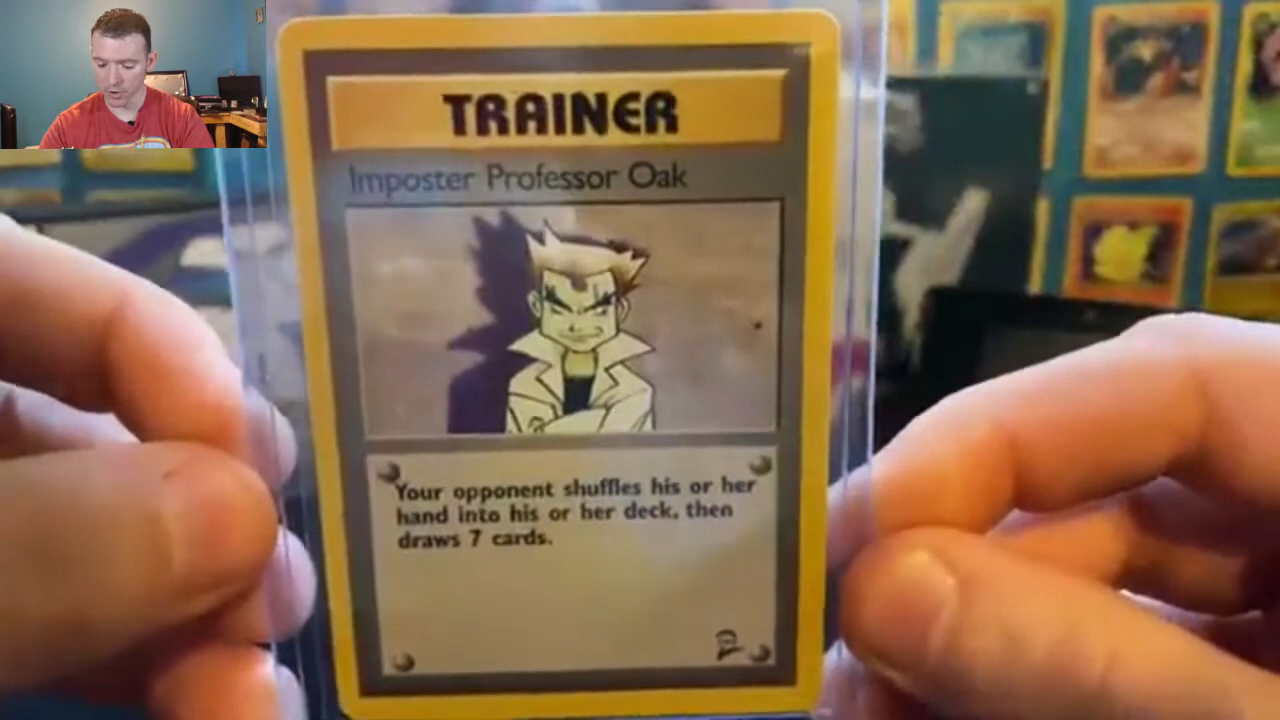 TRAINER
Imposter Professor Oak
Your opponent shuffles his or her
hand into his or her deck, then
draws 7 cards.